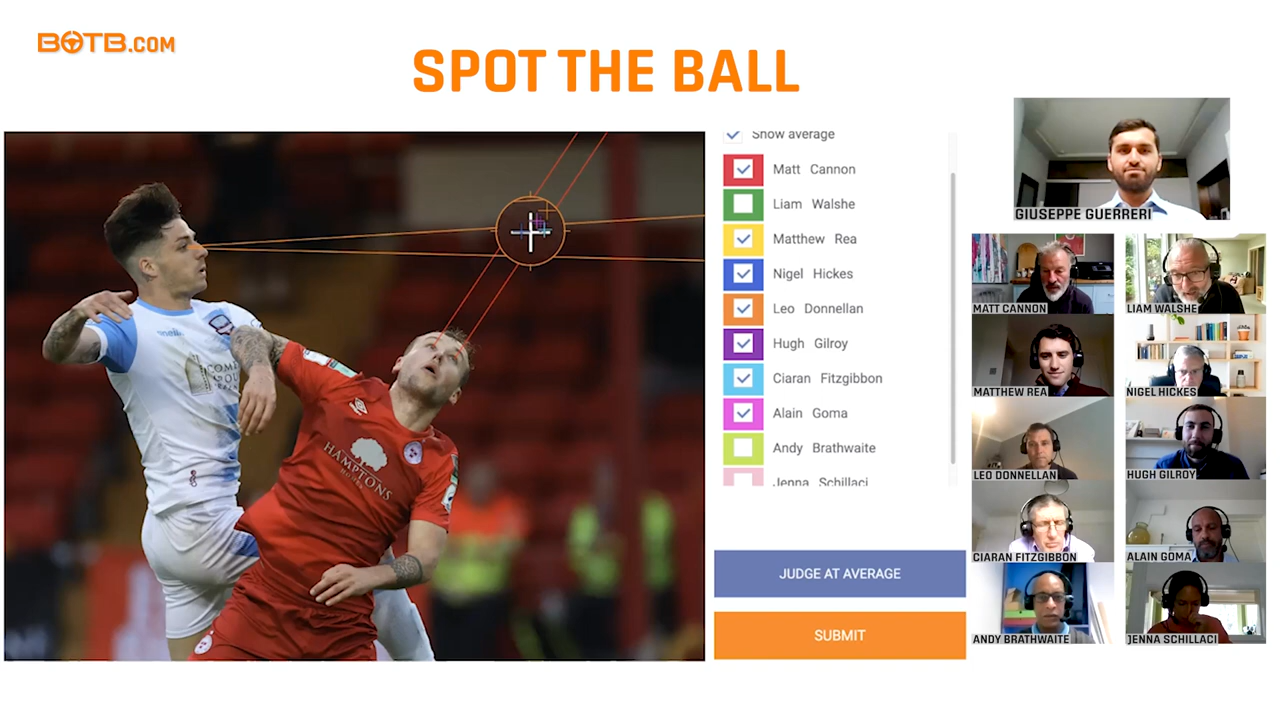 BOTB.COM
SPOT THE BALL
Show average
Matt Cannon
Liam Walshe
Matthew Rea
Nigel Hickes
Leo Donnellan
Hugh Gilroy
Ciaran Fitzgibbon
Alain Goma
Andy Brathwaite
Jenna Schillaci
JUDGE AT AVERAGE
SUBMIT
GIUSEPPE GUERRERI
MATT CANNON
LIAM WALSHE
MATTHEW REA
NIGEL HICKES
LEO DONNELLAN
HUGH GILROY
CIARAN FITZGIBBON
ALAIN GOMA
ANDY BRATHWAITE
JENNA SCHILLACI
HAMPTONS
HOMES